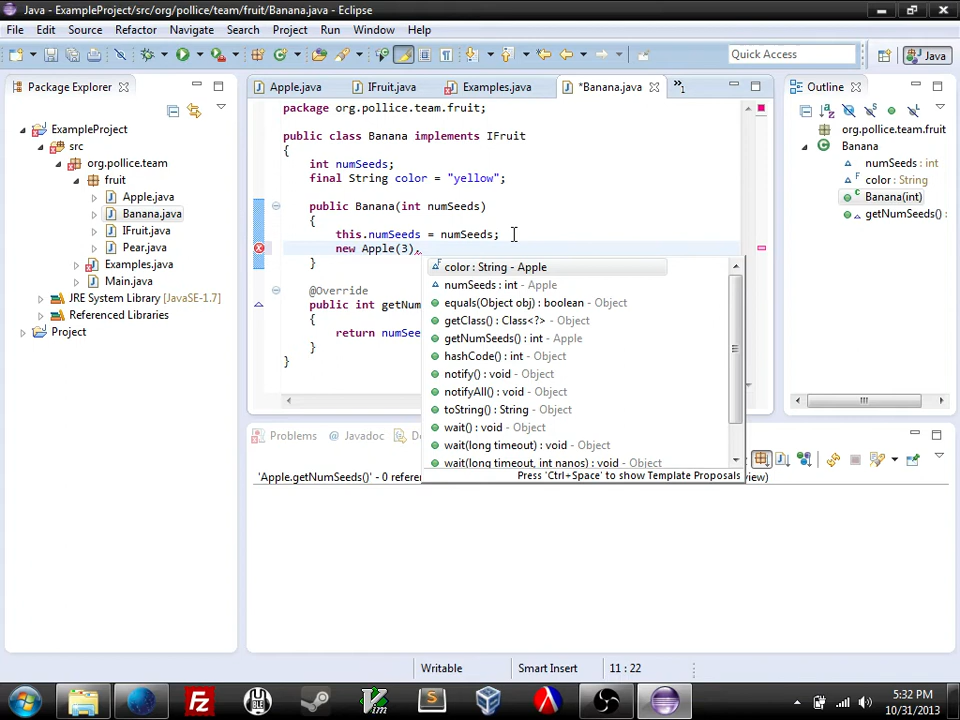 Java - ExampleProject/src/org/pollice/team/fruit/Banana.java - Eclipse
File Edit Source Refactor Navigate Search Project Run Window Help
Quick Access
Java
Package Explorer
ExampleProject
src
org.pollice.team
fruit
Apple.java
Banana.java
IFruit.java
Pear.java
Examples.java
Main.java
JRE System Library [JavaSE-1.7]
Referenced Libraries
Project
Apple.java IFruit.java Examples.java *Banana.java »1
package org.pollice.team.fruit;
public class Banana implements IFruit
{
int numSeeds;
final String color = "yellow";
public Banana(int numSeeds)
{
this.numSeeds = numSeeds;
new Apple(3).
}
@Override
public int getNum
{
return numSee
}
}
color : String - Apple
numSeeds : int - Apple
equals(Object obj) : boolean - Object
getClass() : Class<?> - Object
getNumSeeds() : int - Apple
hashCode() : int - Object
notify() : void - Object
notifyAll() : void - Object
toString() : String - Object
wait() : void - Object
wait(long timeout) : void - Object
wait(long timeout, int nanos) : void - Object
Press 'Ctrl+Space' to show Template Proposals
Outline
org.pollice.team.fruit
Banana
numSeeds : int
color : String
Banana(int)
getNumSeeds()
Problems @ Javadoc D
'Apple.getNumSeeds()' - 0 refere
view)
Writable Smart Insert 11 : 22
5:32 PM
10/31/2013